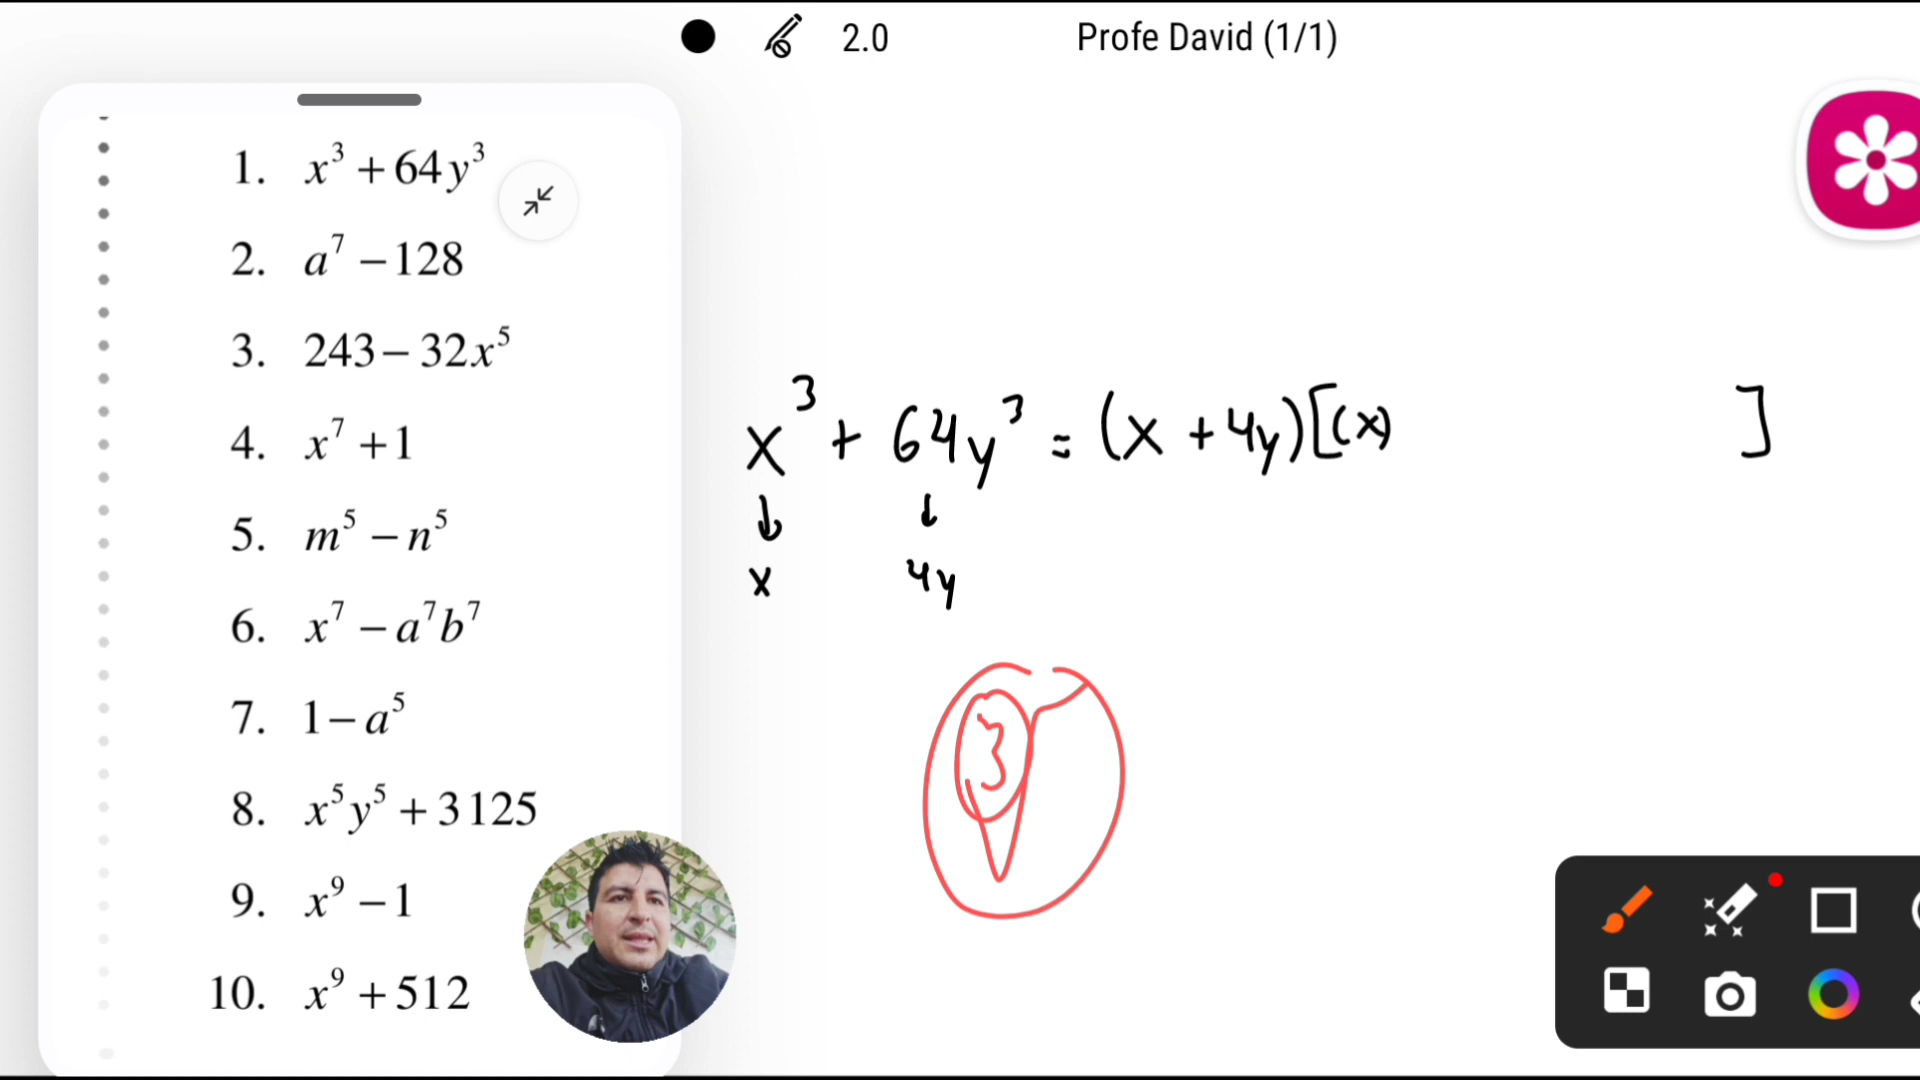 2.0 Profe David (1/1)
1. x³ + 64y³
2. a⁷ − 128
3. 243 − 32x⁵
4. x⁷ + 1
5. m⁵ − n⁵
6. x⁷ − a⁷b⁷
7. 1 − a⁵
8. x⁵y⁵ + 3125
9. x⁹ − 1
10. x⁹ + 512
x³ + 64y³ = (x + 4y)[(x) ]
↓ ↓
x 4y
3